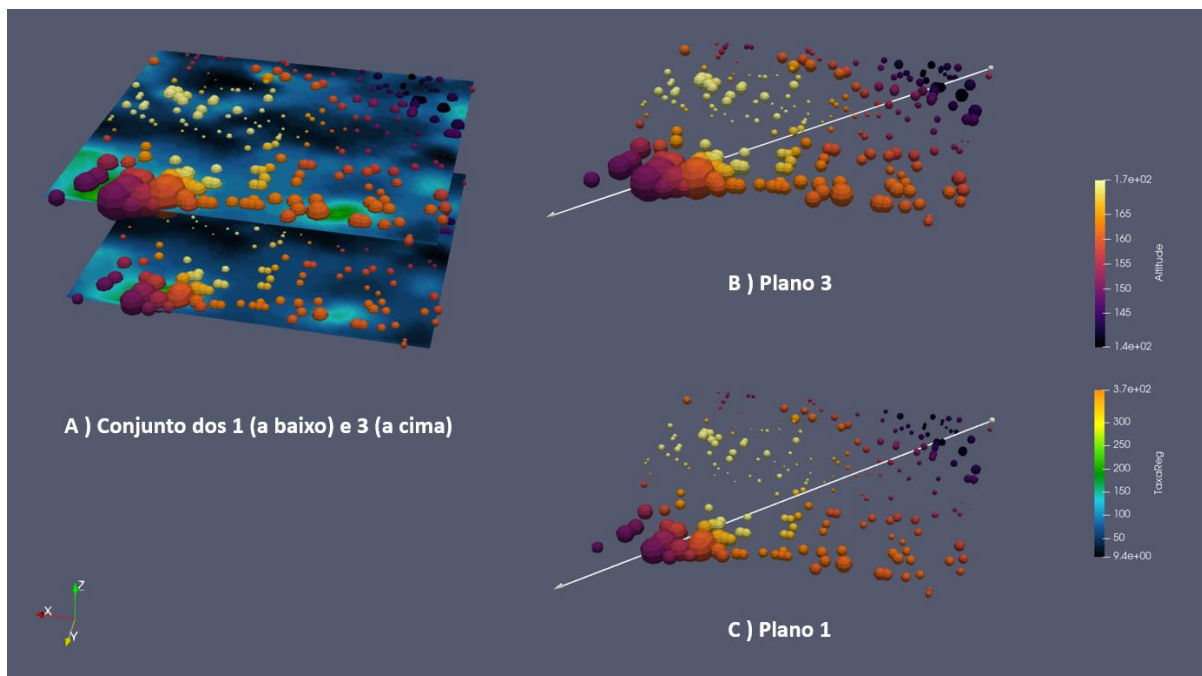 A ) Conjunto dos 1 (a baixo) e 3 (a cima)
B ) Plano 3
C ) Plano 1
1.7e+02
165
160
155
150
145
1.4e+02
Altitude
3.7e+02
300
250
200
150
100
50
9.4e+00
TaxaReg
Z
X
Y